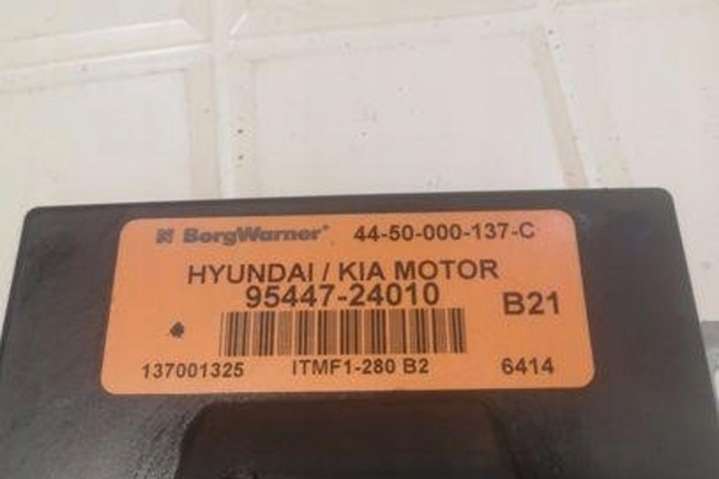 BorgWarner® 44-50-000-137-C
HYUNDAI / KIA MOTOR
95447-24010
B21
137001325 ITMF1-280 B2 6414